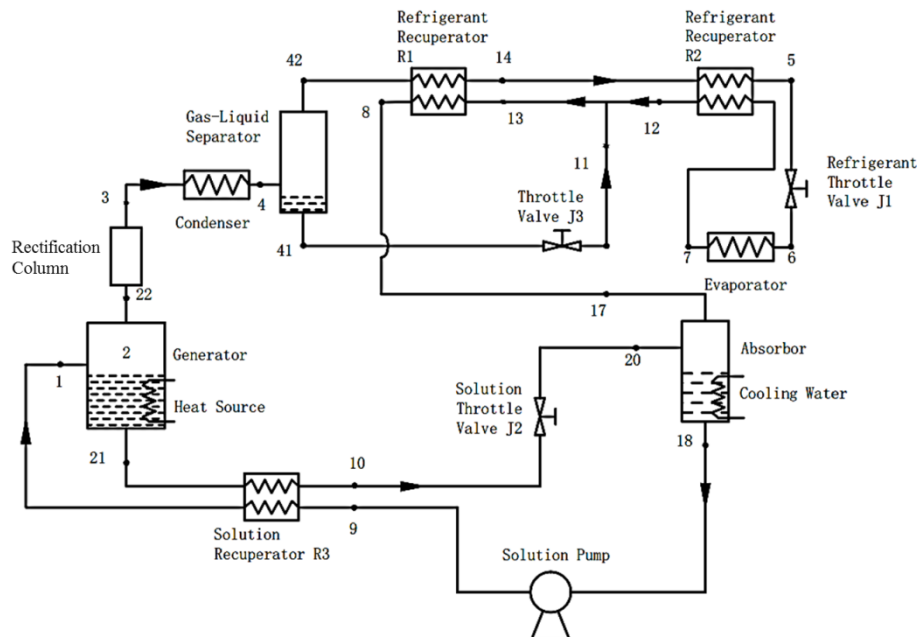 Refrigerant
Recuperator
R1
Refrigerant
Recuperator
R2
42
14
5
Gas-Liquid
Separator
8
13
12
3
4
11
Refrigerant
Throttle
Valve J1
Condenser
Throttle
Valve J3
41
7
6
Rectification
Column
Evaporator
22
17
2
Generator
20
Absorbor
1
Heat Source
Solution
Throttle
Valve J2
Cooling Water
18
21
10
9
Solution
Recuperator R3
Solution Pump